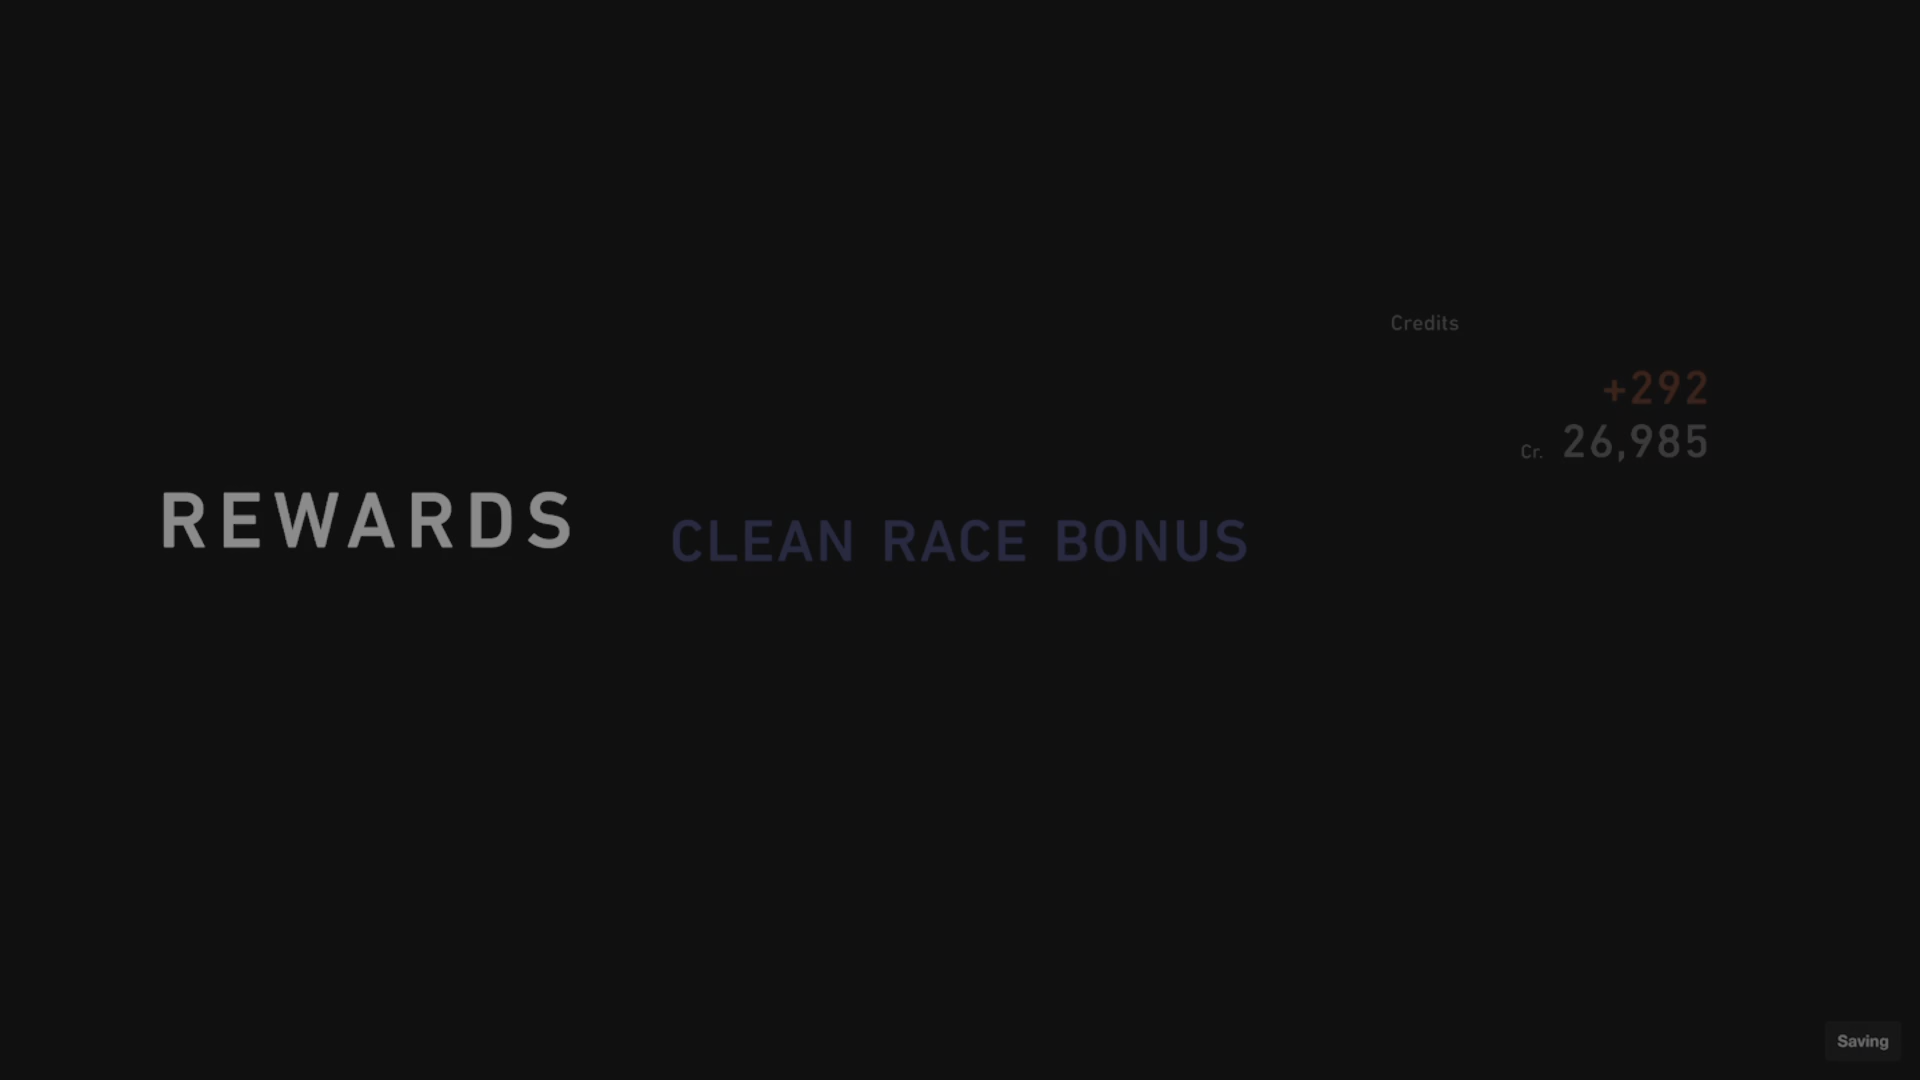 Credits
+292
Cr. 26,985
REWARDS
CLEAN RACE BONUS
Saving